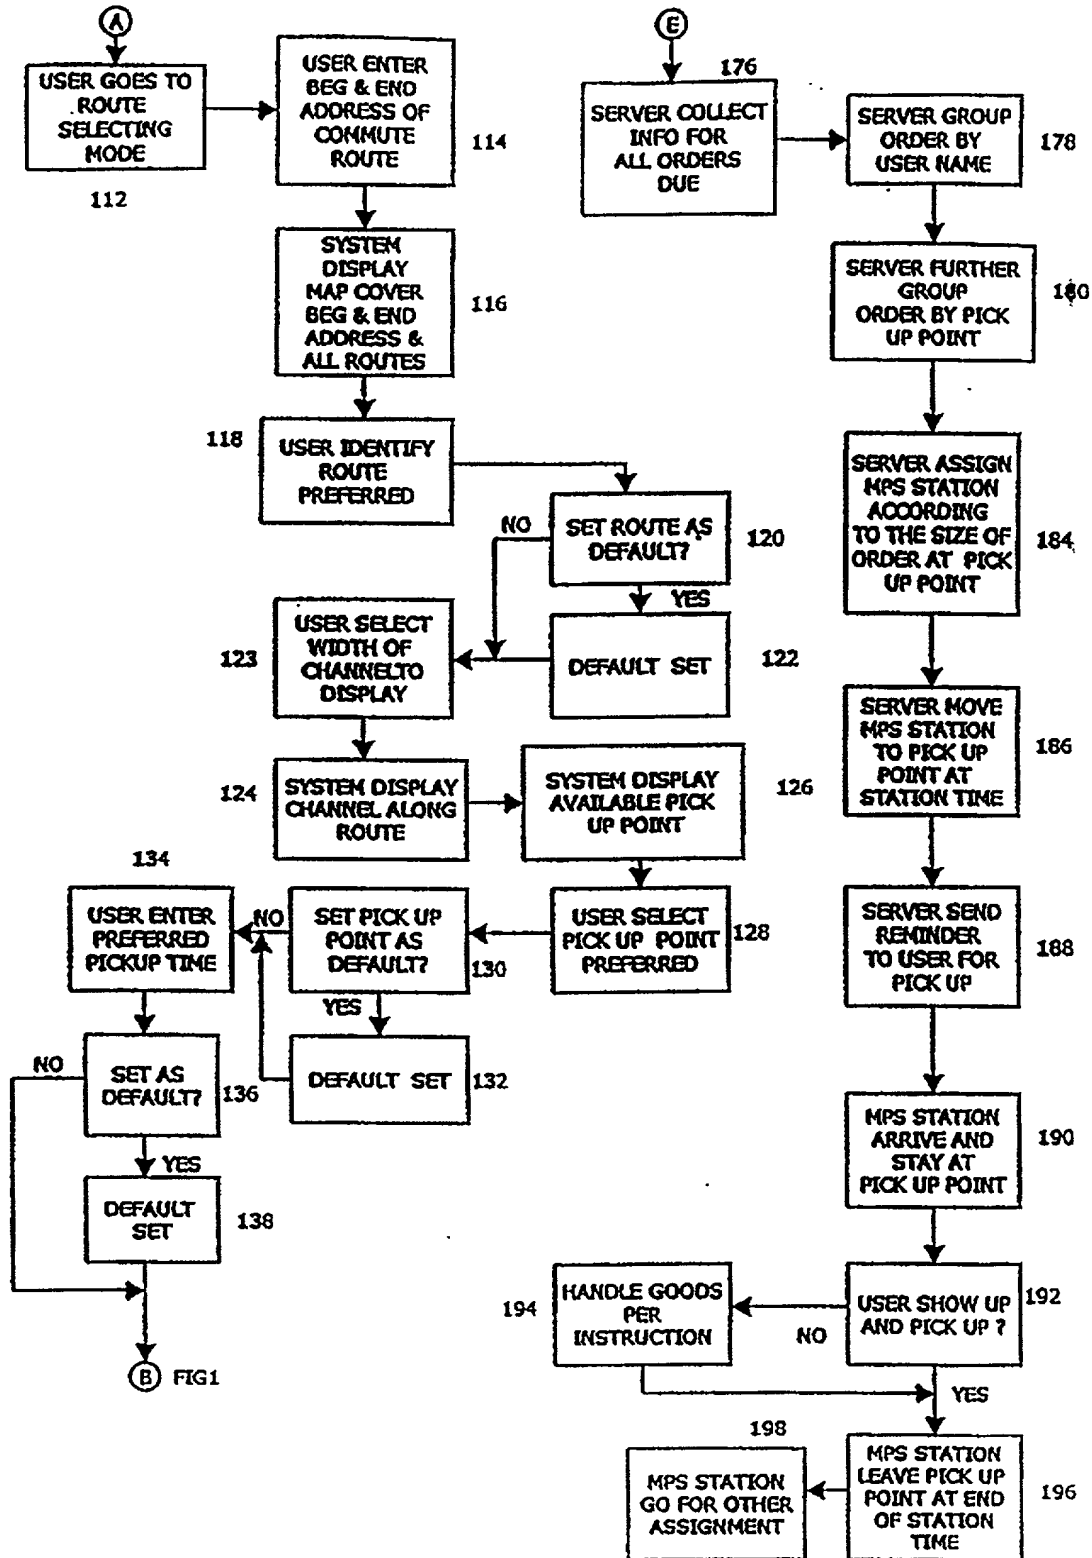 A
USER GOES TO
ROUTE
SELECTING
MODE
112
USER ENTER
BEG & END
ADDRESS OF
COMMUTE
ROUTE
114
SYSTEM
DISPLAY
MAP COVER
BEG & END
ADDRESS &
ALL ROUTES
116
118
USER IDENTIFY
ROUTE
PREFERRED
NO
SET ROUTE AS
DEFAULT?
120
YES
123
USER SELECT
WIDTH OF
CHANNELTO
DISPLAY
DEFAULT SET
122
124
SYSTEM DISPLAY
CHANNEL ALONG
ROUTE
SYSTEM DISPLAY
AVAILABLE PICK
UP POINT
126
USER SELECT
PICK UP POINT
PREFERRED
128
SET PICK UP
POINT AS
DEFAULT?
130
NO
YES
DEFAULT SET
132
134
USER ENTER
PREFERRED
PICKUP TIME
NO
SET AS
DEFAULT?
136
YES
DEFAULT
SET
138
B
FIG1
E
176
SERVER COLLECT
INFO FOR
ALL ORDERS
DUE
SERVER GROUP
ORDER BY
USER NAME
178
SERVER FURTHER
GROUP
ORDER BY PICK
UP POINT
180
SERVER ASSIGN
MPS STATION
ACCORDING
TO THE SIZE OF
ORDER AT PICK
UP POINT
184
SERVER MOVE
MPS STATION
TO PICK UP
POINT AT
STATION TIME
186
SERVER SEND
REMINDER
TO USER FOR
PICK UP
188
MPS STATION
ARRIVE AND
STAY AT
PICK UP POINT
190
USER SHOW UP
AND PICK UP ?
192
NO
194
HANDLE GOODS
PER
INSTRUCTION
YES
MPS STATION
LEAVE PICK UP
POINT AT END
OF STATION
TIME
196
198
MPS STATION
GO FOR OTHER
ASSIGNMENT